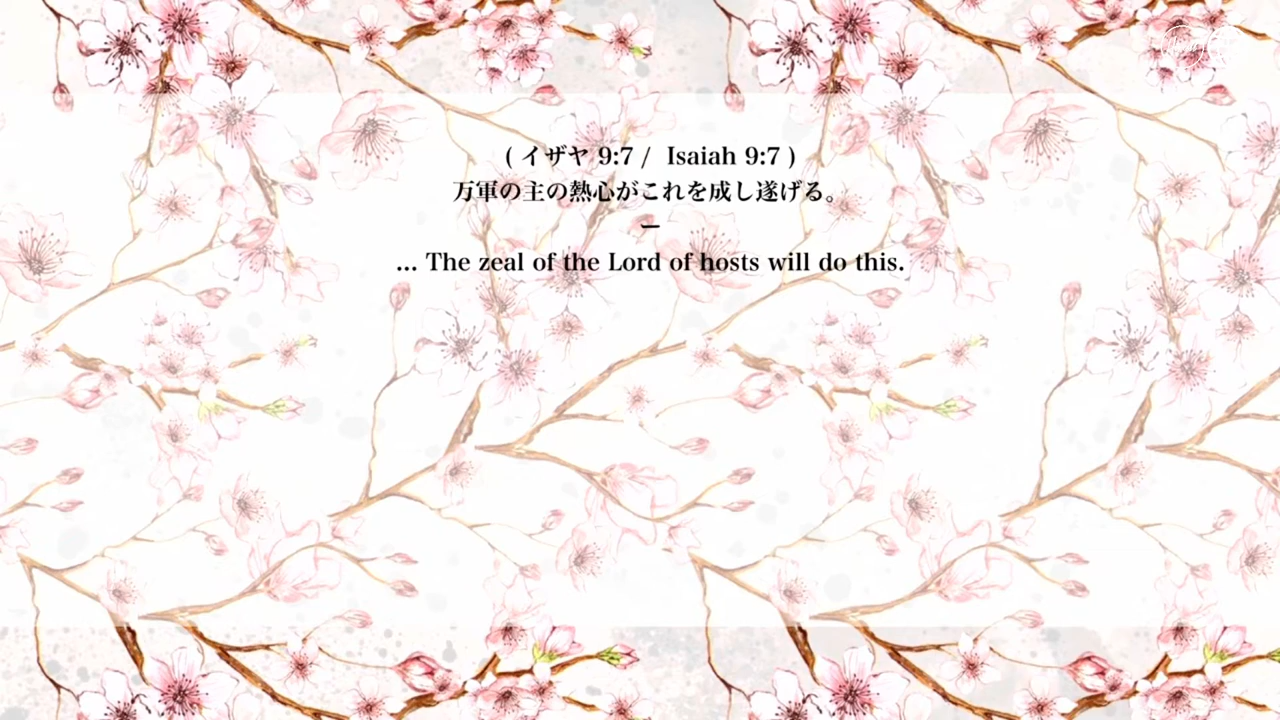 ( イザヤ 9:7 /  Isaiah 9:7 )
万軍の主の熱心がこれを成し遂げる。
ー
... The zeal of the Lord of hosts will do this.